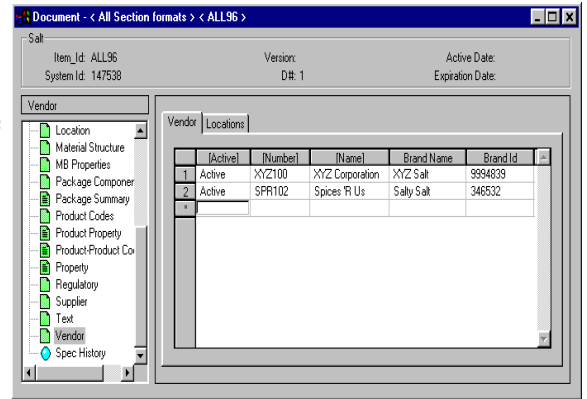 Document - < All Section formats > < ALL96 >
Salt
Item_Id: ALL96 Version: Active Date:
System Id: 147538 D#: 1 Expiration Date:
Vendor
Location
Material Structure
MB Properties
Package Componer
Package Summary
Product Codes
Product Property
Product-Product Co
Property
Regulatory
Supplier
Text
Vendor
Spec History
Vendor Locations
[Active] [Number] [Name] Brand Name Brand Id
1 Active XYZ100 XYZ Corporation XYZ Salt 9994839
2 Active SPR102 Spices 'R Us Salty Salt 346532
*